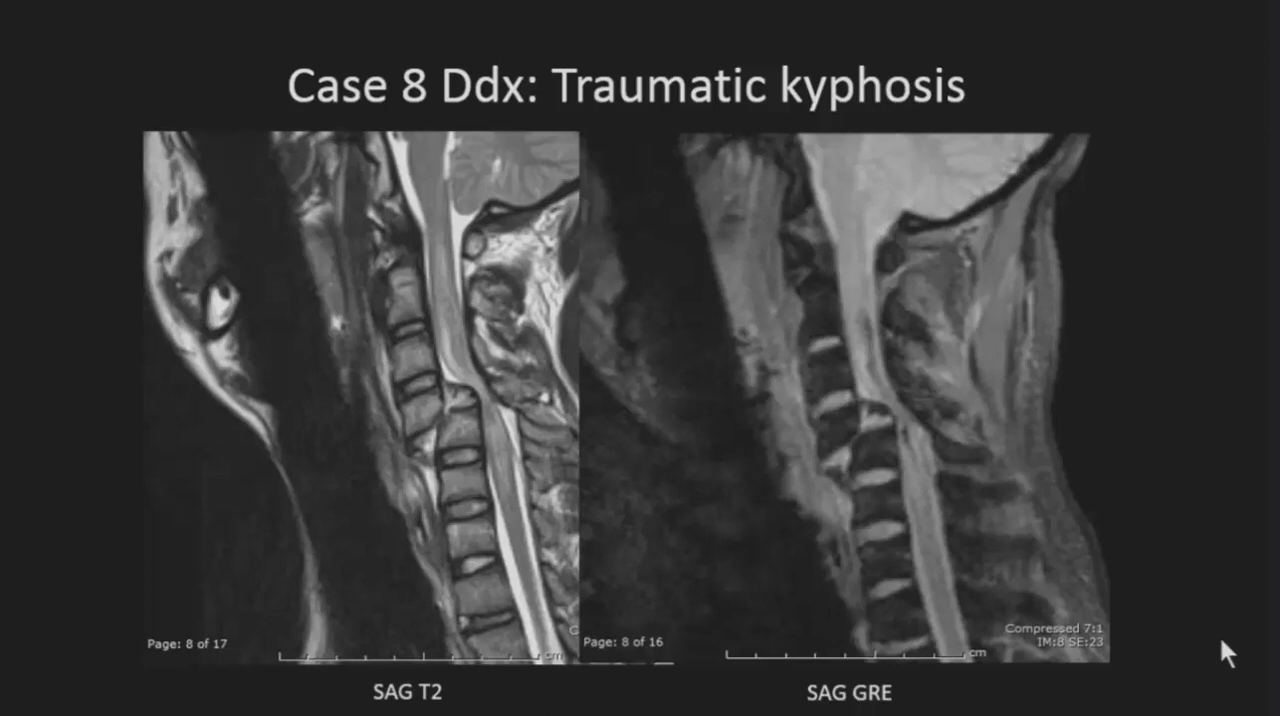 Case 8 Ddx: Traumatic kyphosis
Page: 8 of 17
cm
Page: 8 of 16
Compressed 7:1
IM:8 SE:23
cm
SAG T2
SAG GRE